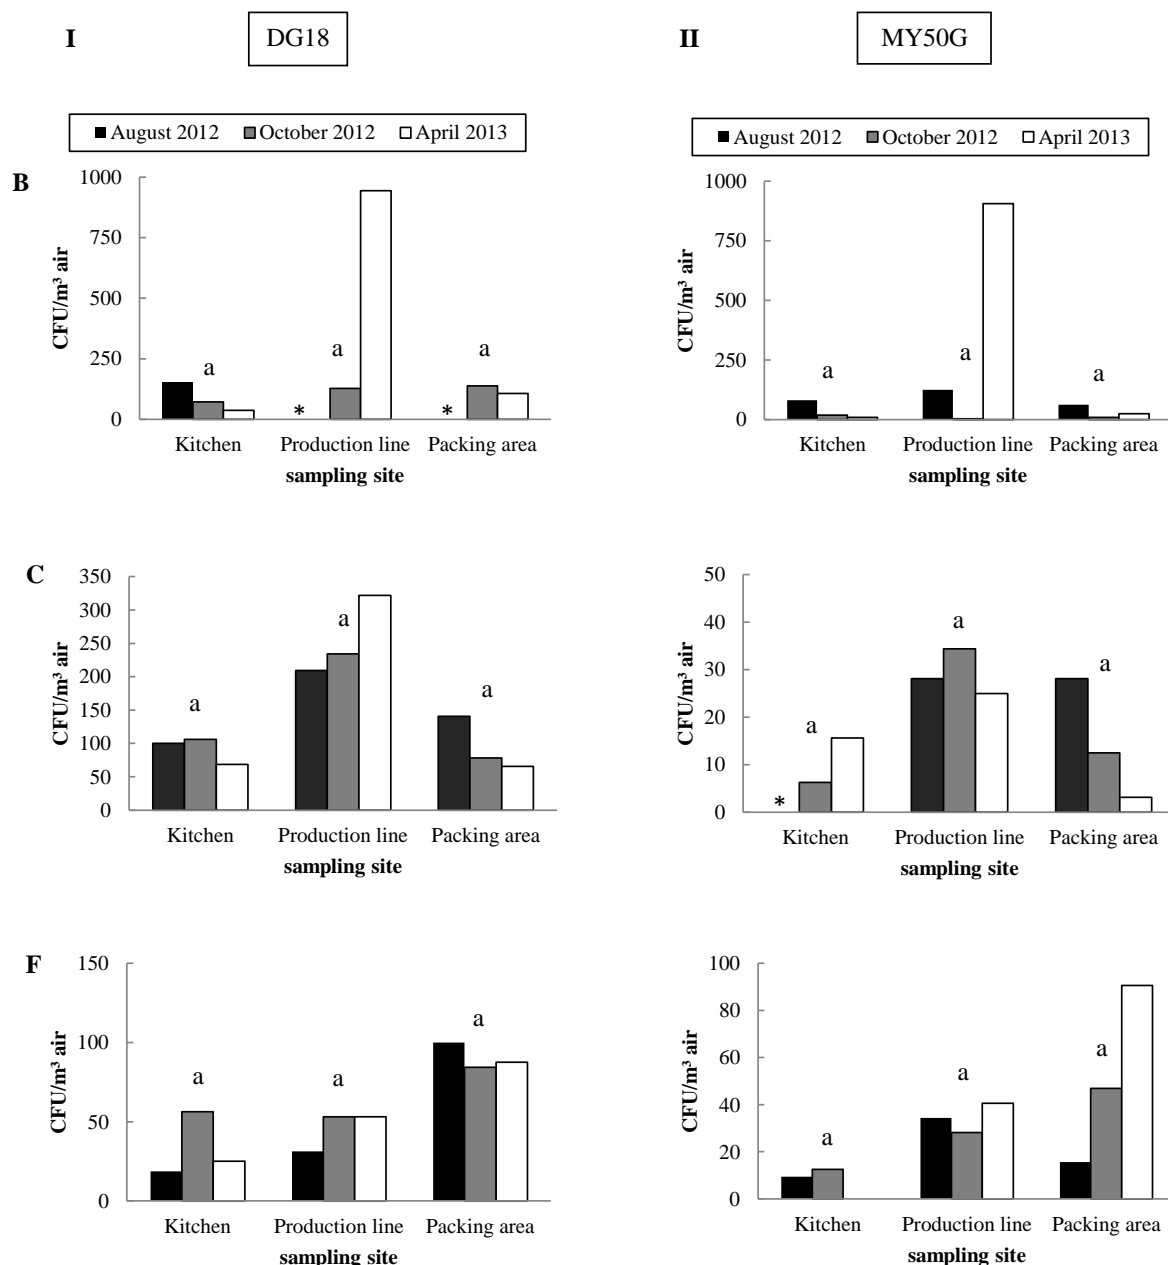 I DG18 II MY50G
August 2012 October 2012 April 2013
August 2012 October 2012 April 2013
B
CFU/m³ air
1000
750
500
250
0
a a a
* *
Kitchen Production line Packing area
sampling site
CFU/m³ air
1000
750
500
250
0
a a a
Kitchen Production line Packing area
sampling site
C
CFU/m³ air
350
300
250
200
150
100
50
0
a a a
Kitchen Production line Packing area
sampling site
CFU/m³ air
50
40
30
20
10
0
a a a
*
Kitchen Production line Packing area
sampling site
F
CFU/m³ air
150
100
50
0
a a a
Kitchen Production line Packing area
sampling site
CFU/m³ air
100
80
60
40
20
0
a a a
Kitchen Production line Packing area
sampling site